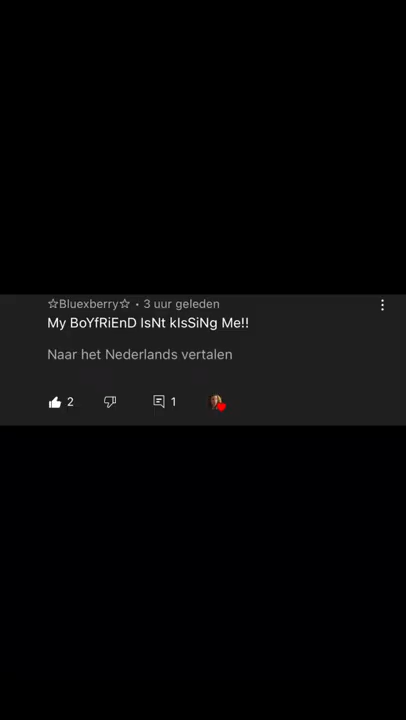 ☆Bluexberry☆ • 3 uur geleden
My BoYfRiEnD IsNt kIsSiNg Me!!
Naar het Nederlands vertalen
2 1